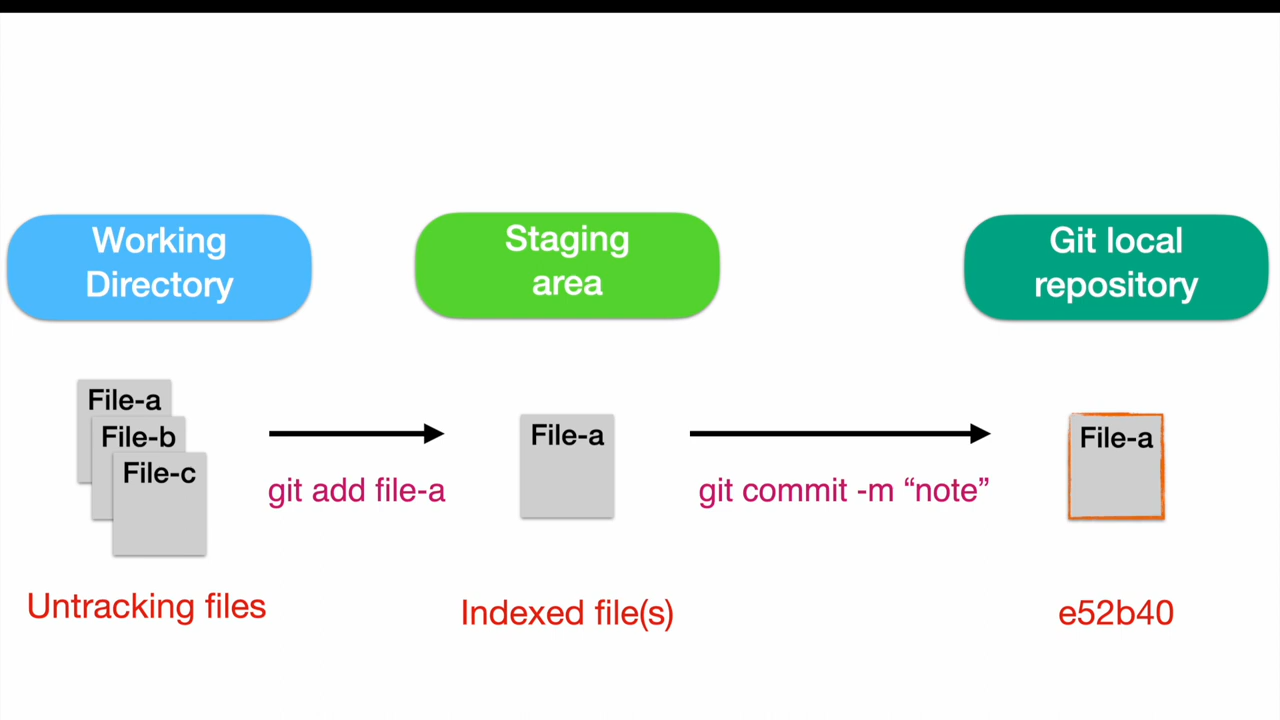 Working
Directory
Staging
area
Git local
repository
File-a
File-b
File-c
git add file-a
File-a
git commit -m “note”
File-a
Untracking files
Indexed file(s)
e52b40